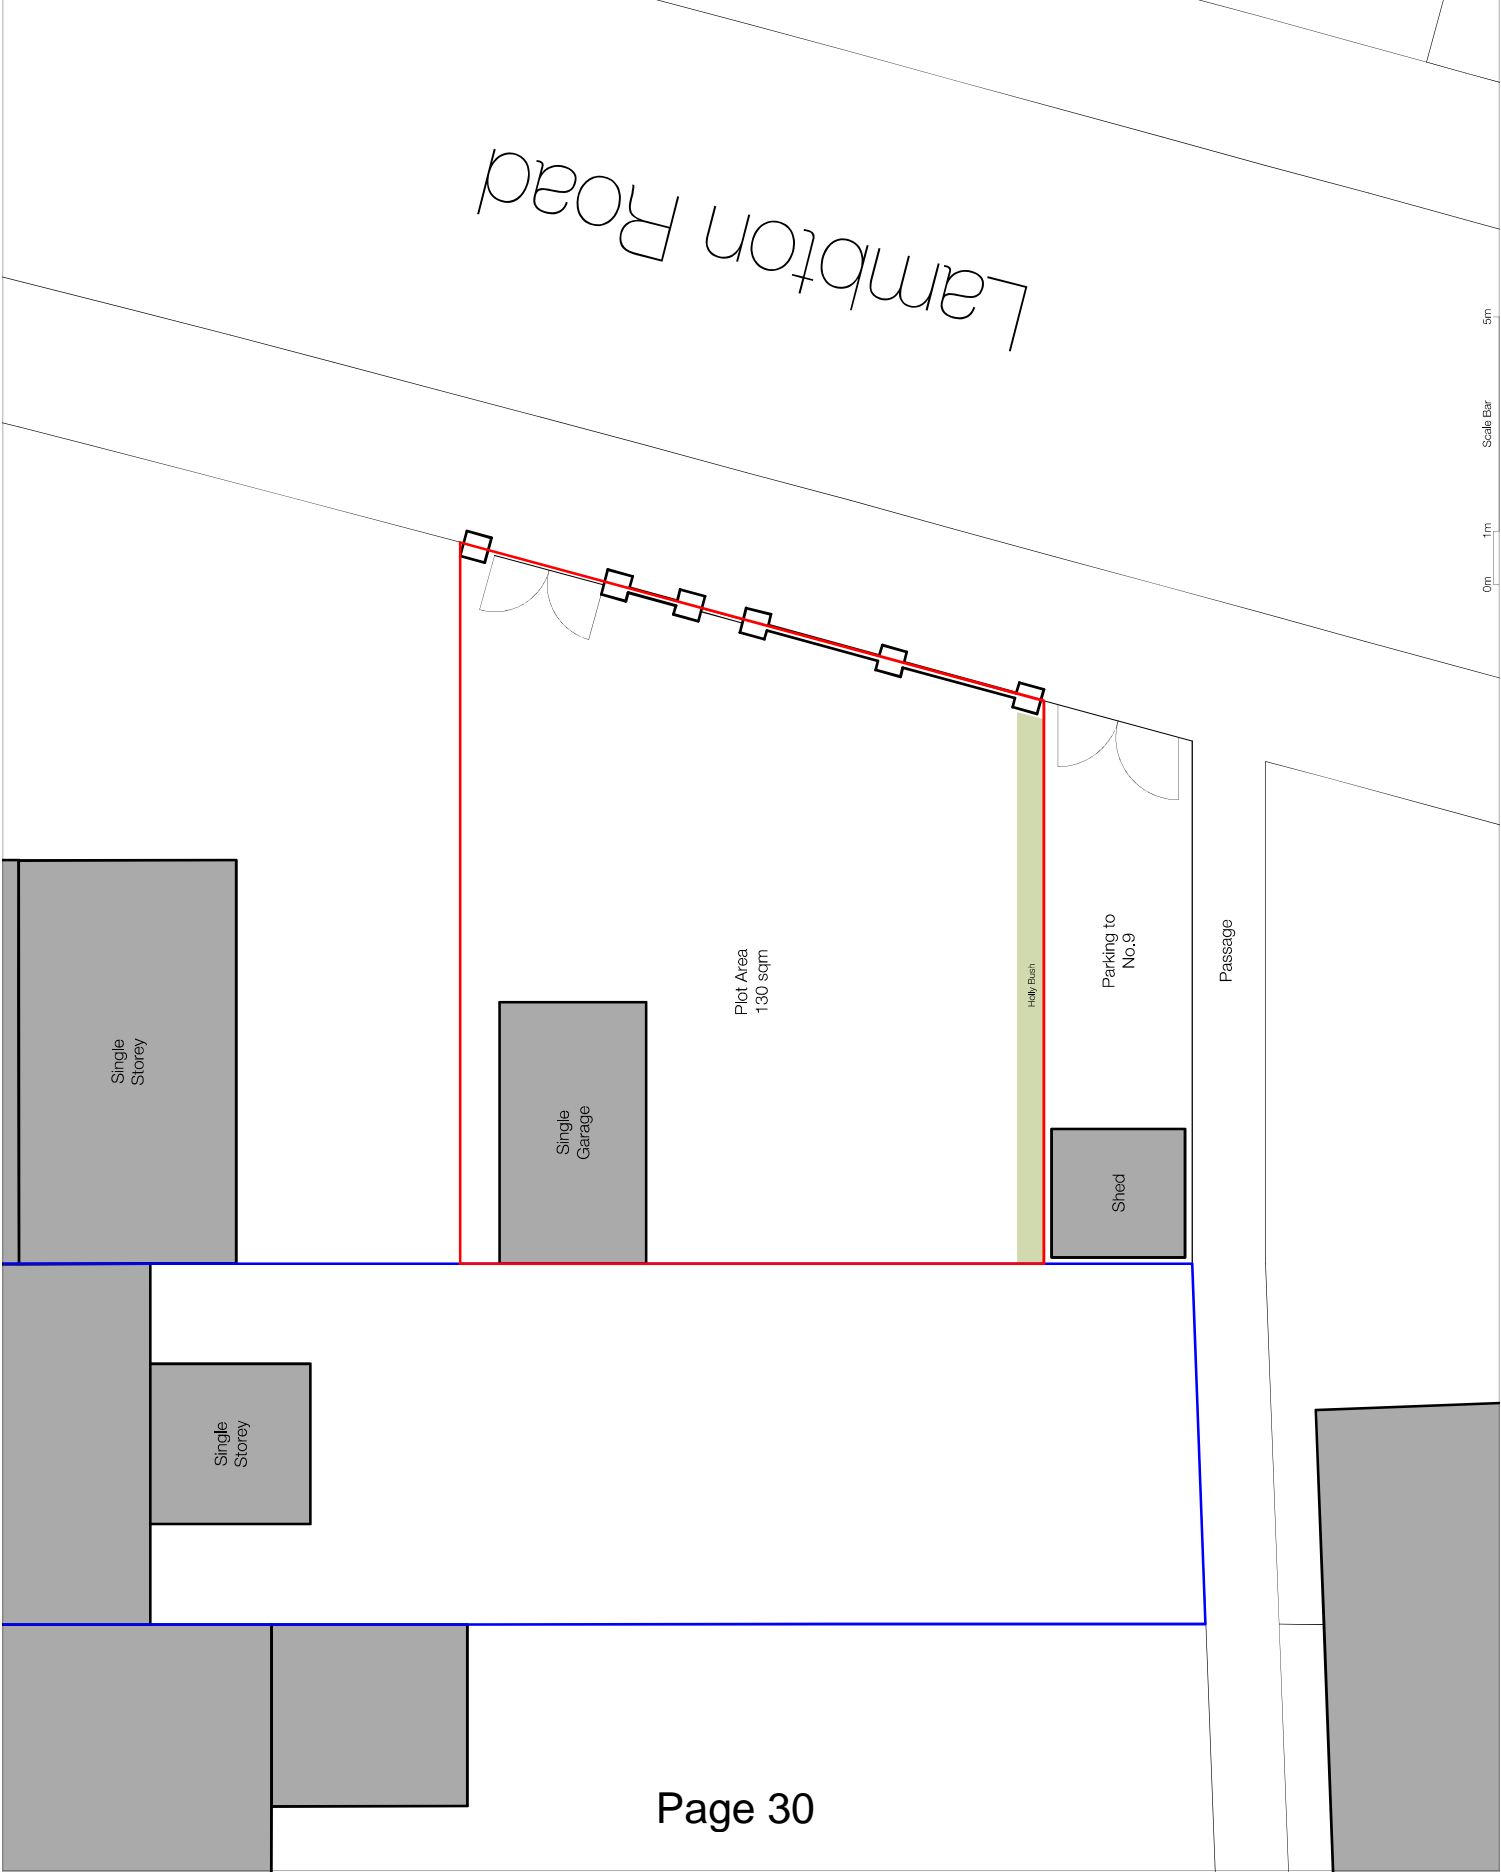 Lampton Road
5m
Scale Bar
1m
0m
Parking to
No.9
Passage
Plot Area
130 sqm
Holly Bush
Single
Storey
Single
Garage
Shed
Single
Storey
Page 30